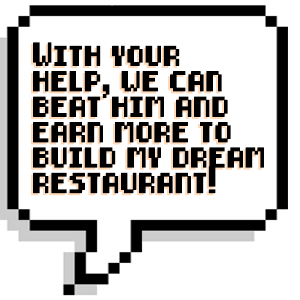 WITH YOUR
HELP, WE CAN
BEAT HIM AND
EARN MORE TO
BUILD MY DREAM
RESTAURANT!